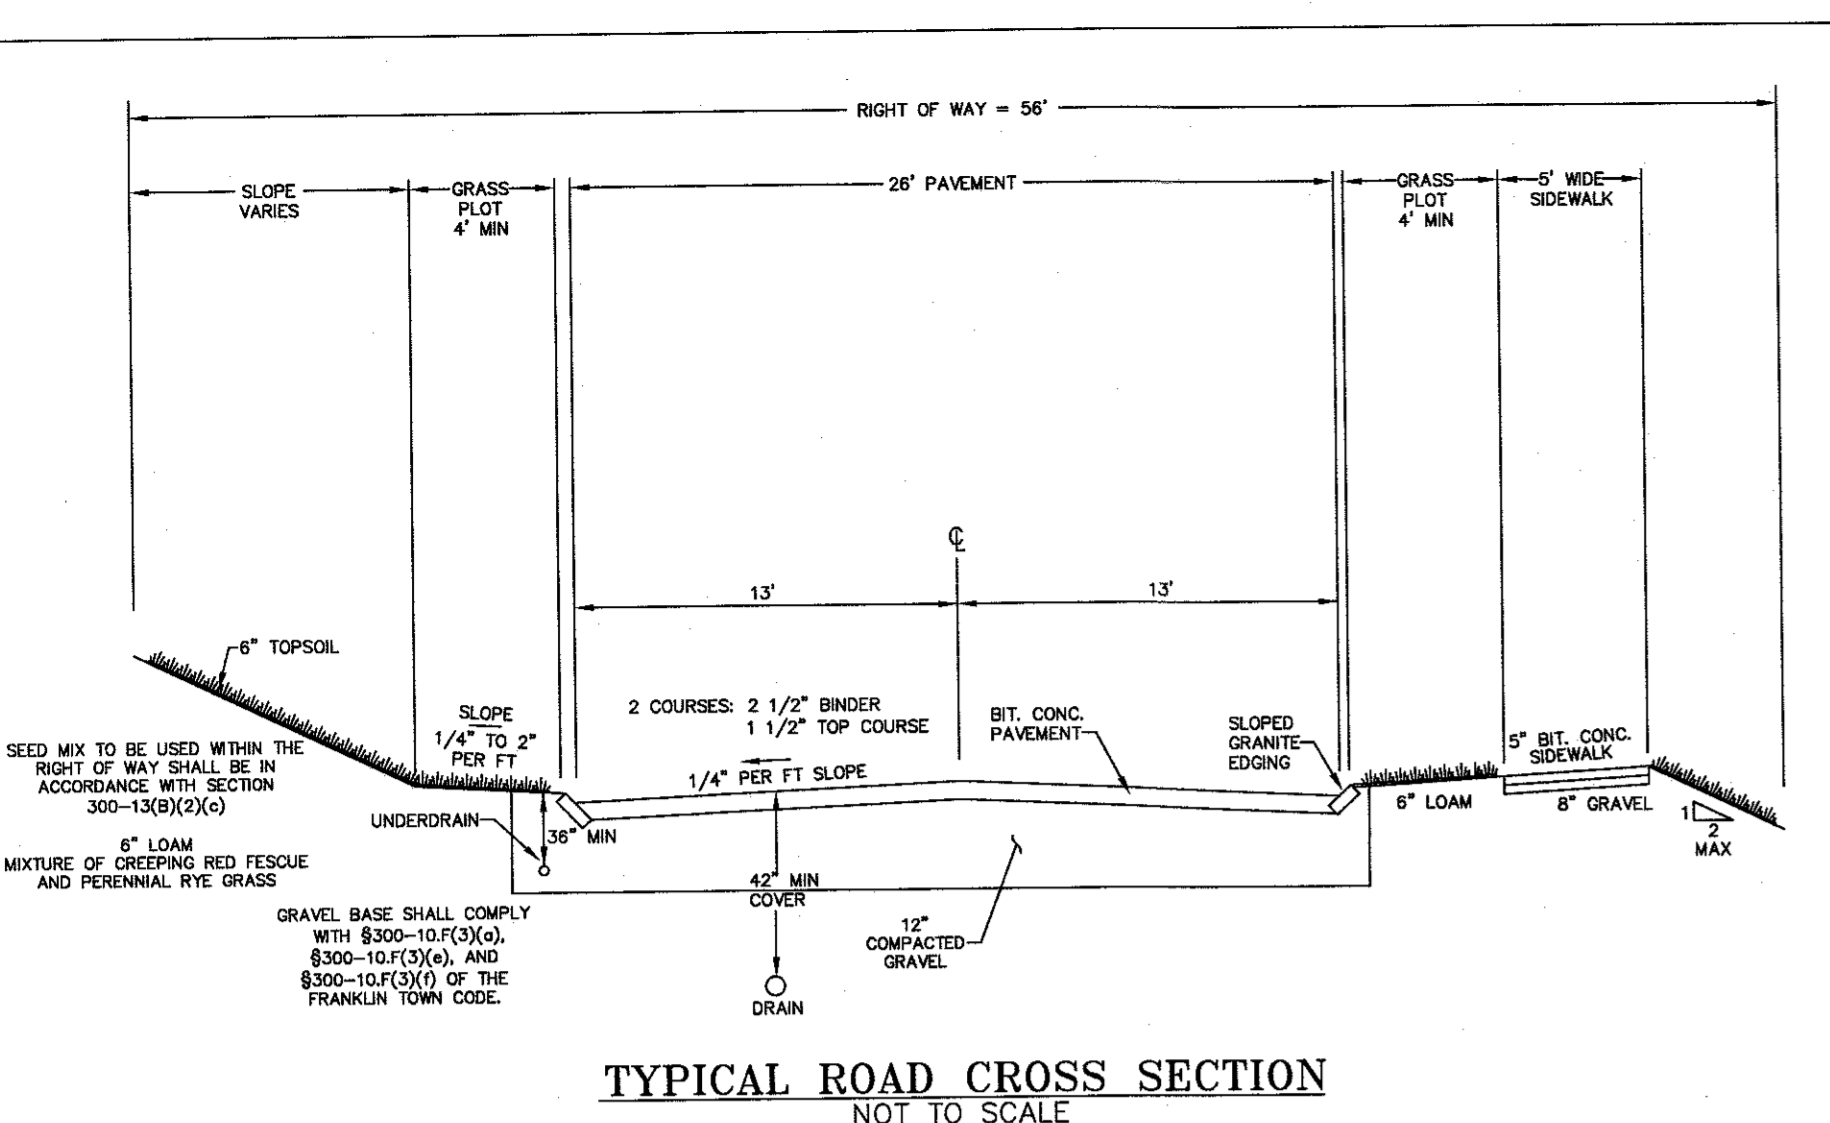 RIGHT OF WAY = 56'
SLOPE
VARIES
GRASS
PLOT
4' MIN
26' PAVEMENT
GRASS
PLOT
4' MIN
5' WIDE
SIDEWALK
℄
13'
13'
6" TOPSOIL
SLOPE
1/4" TO 2"
PER FT
2 COURSES: 2 1/2" BINDER
1 1/2" TOP COURSE
BIT. CONC.
PAVEMENT
SLOPED
GRANITE
EDGING
5" BIT. CONC.
SIDEWALK
SEED MIX TO BE USED WITHIN THE
RIGHT OF WAY SHALL BE IN
ACCORDANCE WITH SECTION
300-13(B)(2)(c)
1/4" PER FT SLOPE
6" LOAM
8" GRAVEL
1
2
MAX
UNDERDRAIN
36" MIN
6" LOAM
MIXTURE OF CREEPING RED FESCUE
AND PERENNIAL RYE GRASS
42" MIN
COVER
12"
COMPACTED
GRAVEL
GRAVEL BASE SHALL COMPLY
WITH §300-10.F(3)(a),
§300-10.F(3)(e), AND
§300-10.F(3)(f) OF THE
FRANKLIN TOWN CODE.
DRAIN
TYPICAL ROAD CROSS SECTION
NOT TO SCALE